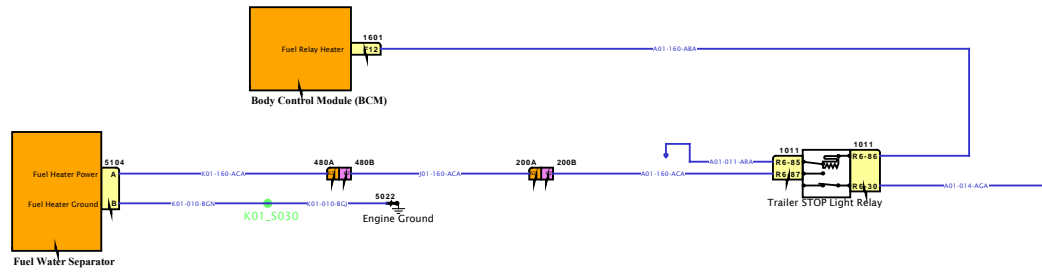 1601
Fuel Relay Heater
F12
A01-160-ABA
Body Control Module (BCM)
5104
480A
480B
200A
200B
1011
1011
A01-011-ARA
R6-85
R6-86
Fuel Heater Power
A
K01-160-ACA
J01-160-ACA
A01-160-ACA
R6-87
R6-30
A01-014-AGA
Fuel Heater Ground
B
K01-010-8GN
K01-010-8GJ
5022
Trailer STOP Light Relay
K01_S030
Engine Ground
Fuel Water Separator